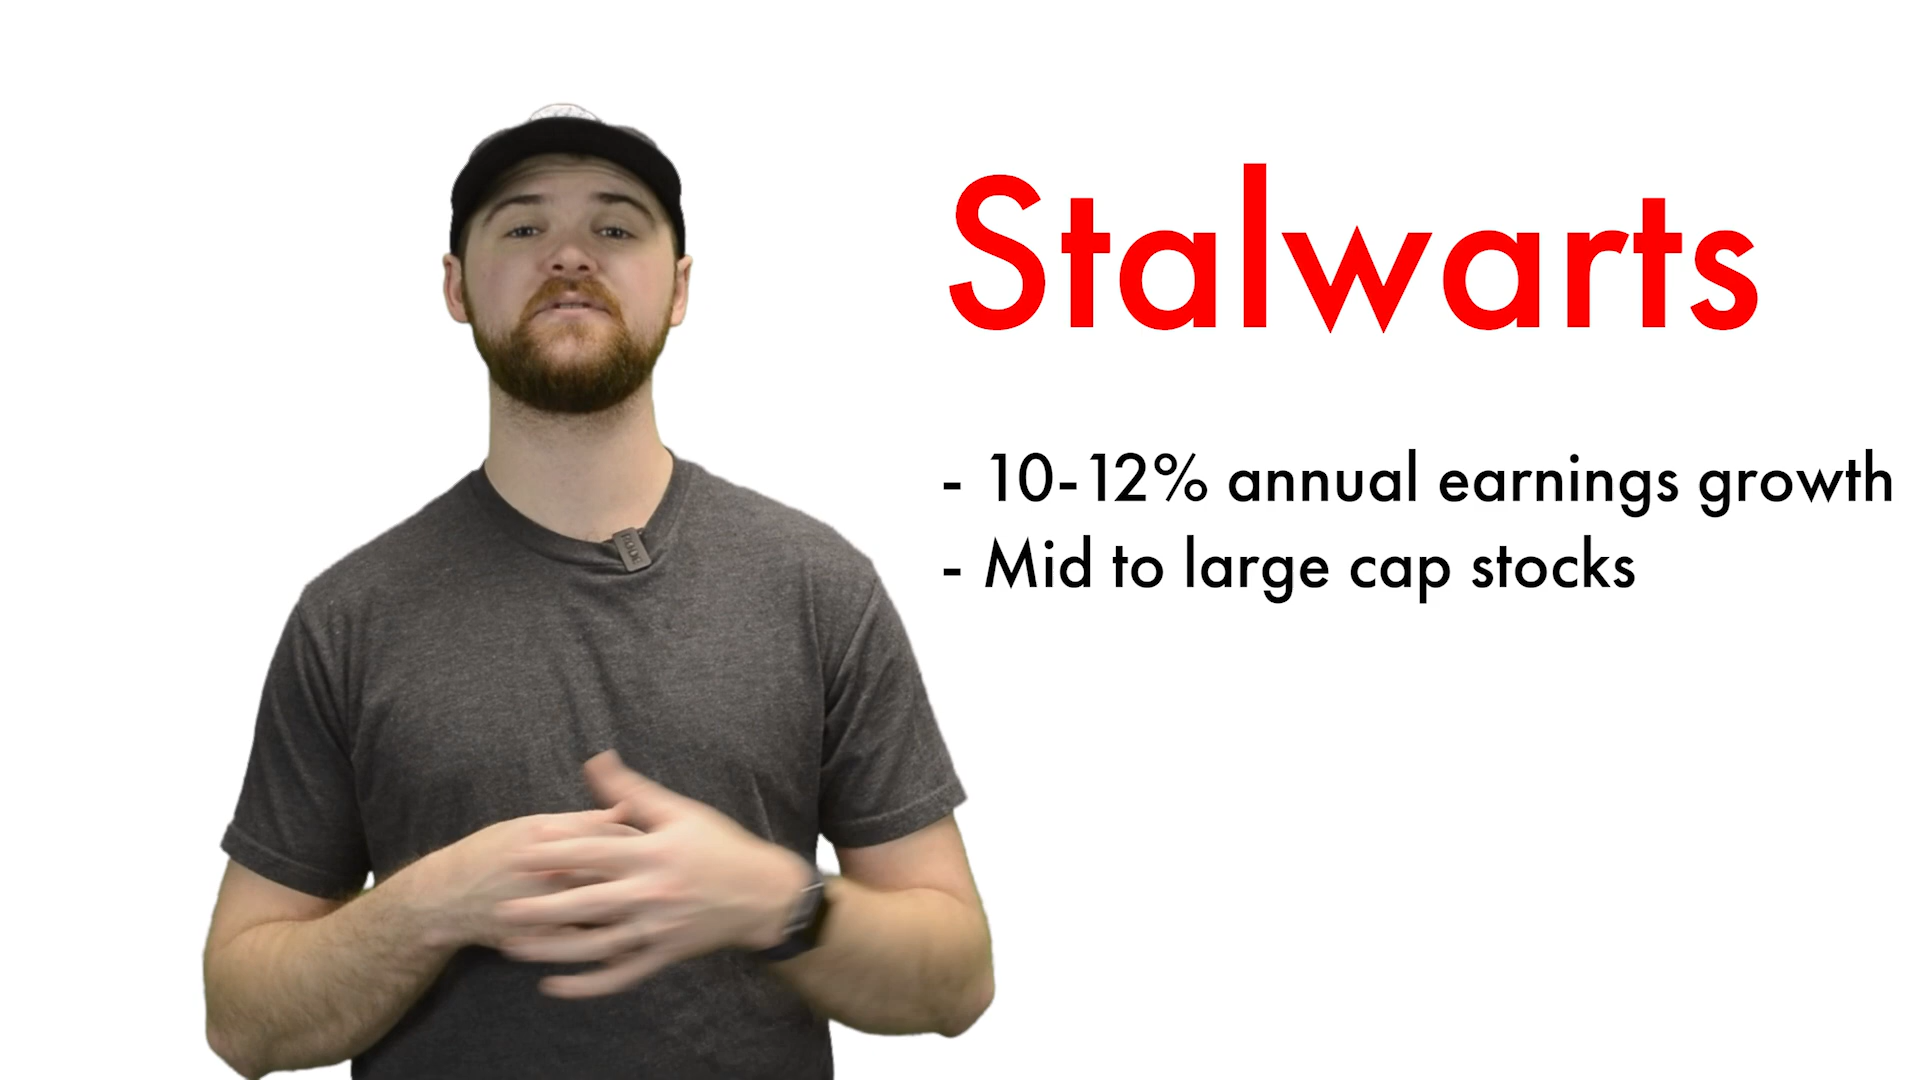 Stalwarts
- 10-12% annual earnings growth
- Mid to large cap stocks